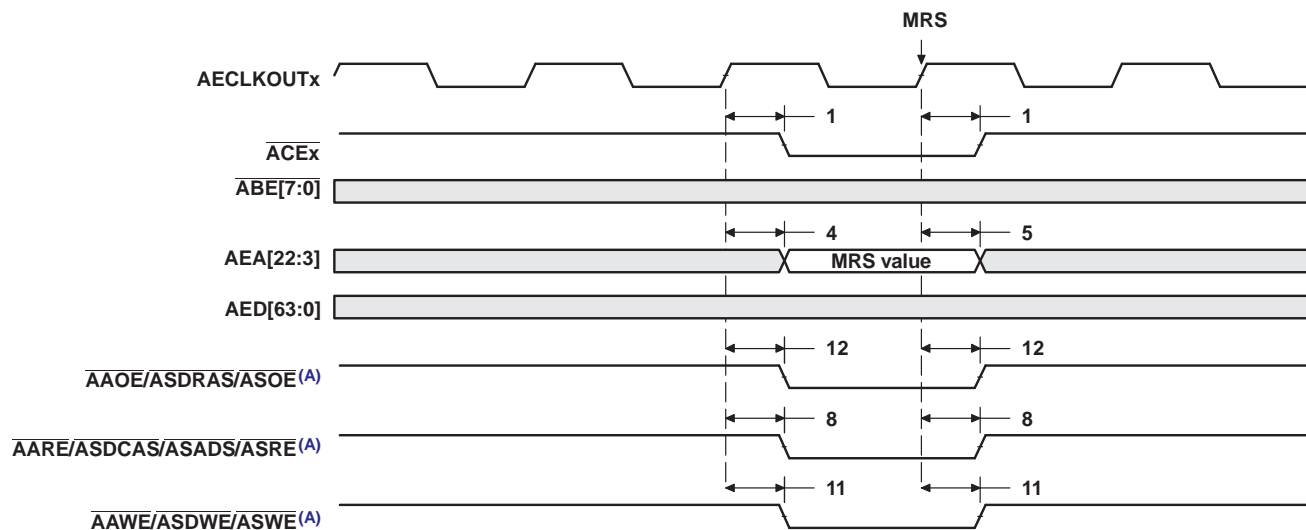 MRS
AECLKOUTx
1 1
ACEx
ABE[7:0]
4 5
AEA[22:3] MRS value
AED[63:0]
12 12
AAOE/ASDRAS/ASOE(A)
8 8
AARE/ASDCAS/ASADS/ASRE(A)
11 11
AAWE/ASDWE/ASWE(A)